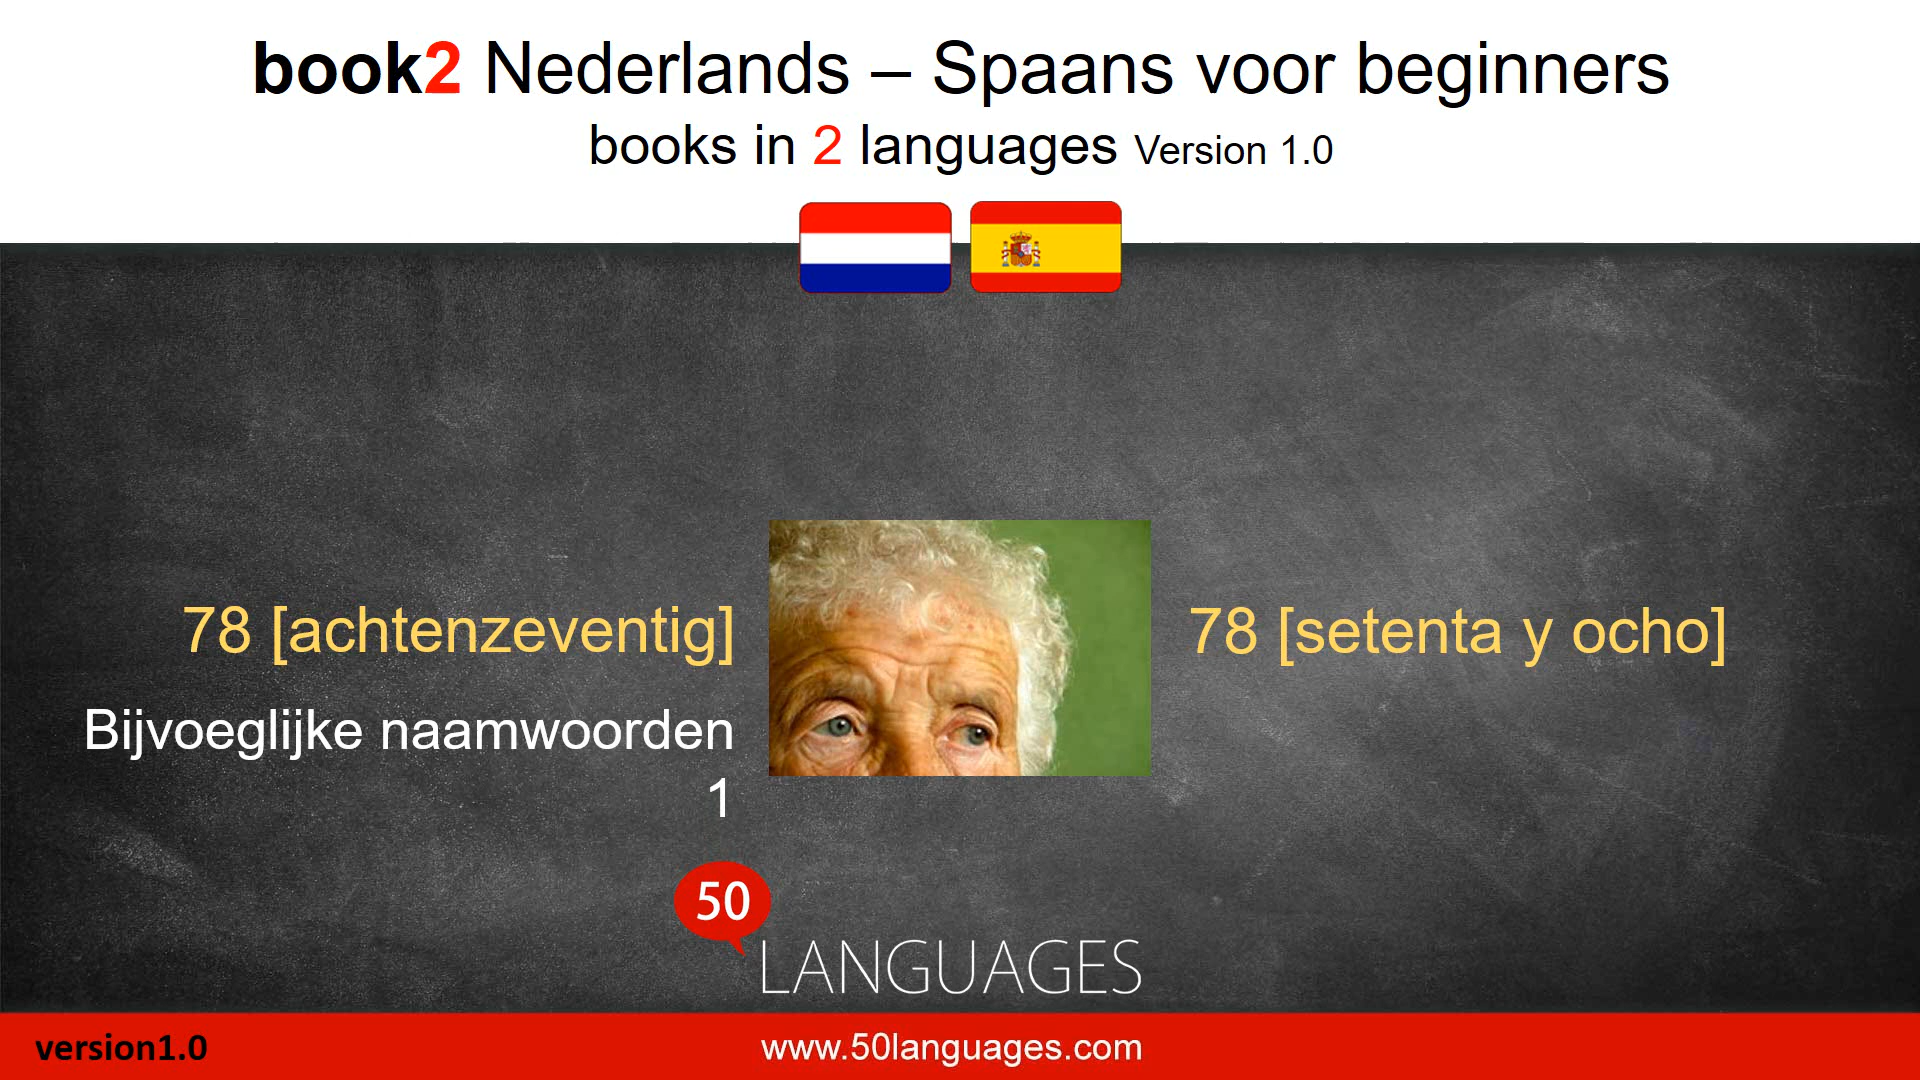 book2 Nederlands – Spaans voor beginners
books in 2 languages Version 1.0
78 [achtenzeventig]
Bijvoeglijke naamwoorden
1
78 [setenta y ocho]
50
LANGUAGES
version1.0
www.50languages.com